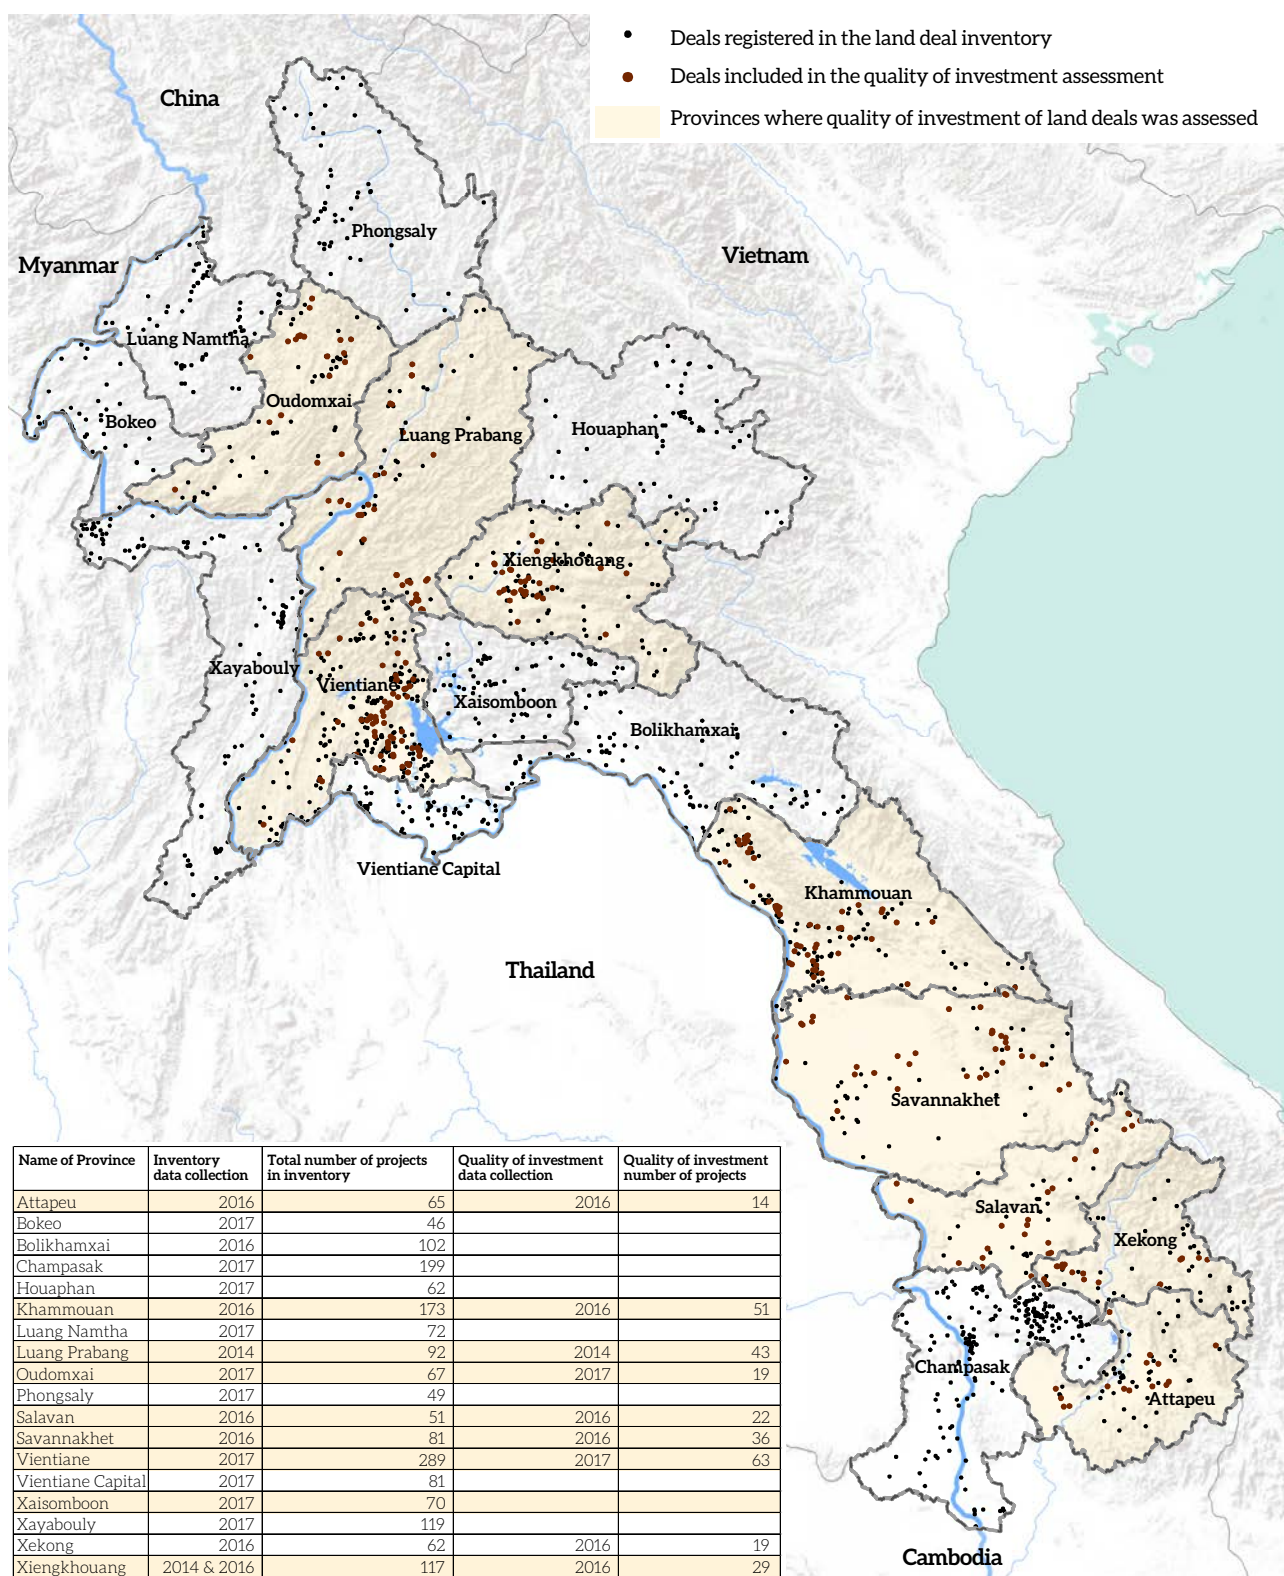 Deals registered in the land deal inventory
Deals included in the quality of investment assessment
Provinces where quality of investment of land deals was assessed
China
Phongsaly
Vietnam
Myanmar
Luang Namtha
Oudomxai
Bokeo
Luang Prabang
Houaphan
Xiengkhouang
Xayabouly
Vientiane
Xaisomboon
Bolikhamxai
Vientiane Capital
Khammouan
Thailand
Savannakhet
Salavan
Xekong
Champasak
Attapeu
Cambodia
Name of Province Inventory data collection Total number of projects in inventory Quality of investment data collection Quality of investment number of projects
Attapeu 2016 65 2016 14
Bokeo 2017 46
Bolikhamxai 2016 102
Champasak 2017 199
Houaphan 2017 62
Khammouan 2016 173 2016 51
Luang Namtha 2017 72
Luang Prabang 2014 92 2014 43
Oudomxai 2017 67 2017 19
Phongsaly 2017 49
Salavan 2016 51 2016 22
Savannakhet 2016 81 2016 36
Vientiane 2017 289 2017 63
Vientiane Capital 2017 81
Xaisomboon 2017 70
Xayabouly 2017 119
Xekong 2016 62 2016 19
Xiengkhouang 2014 & 2016 117 2016 29